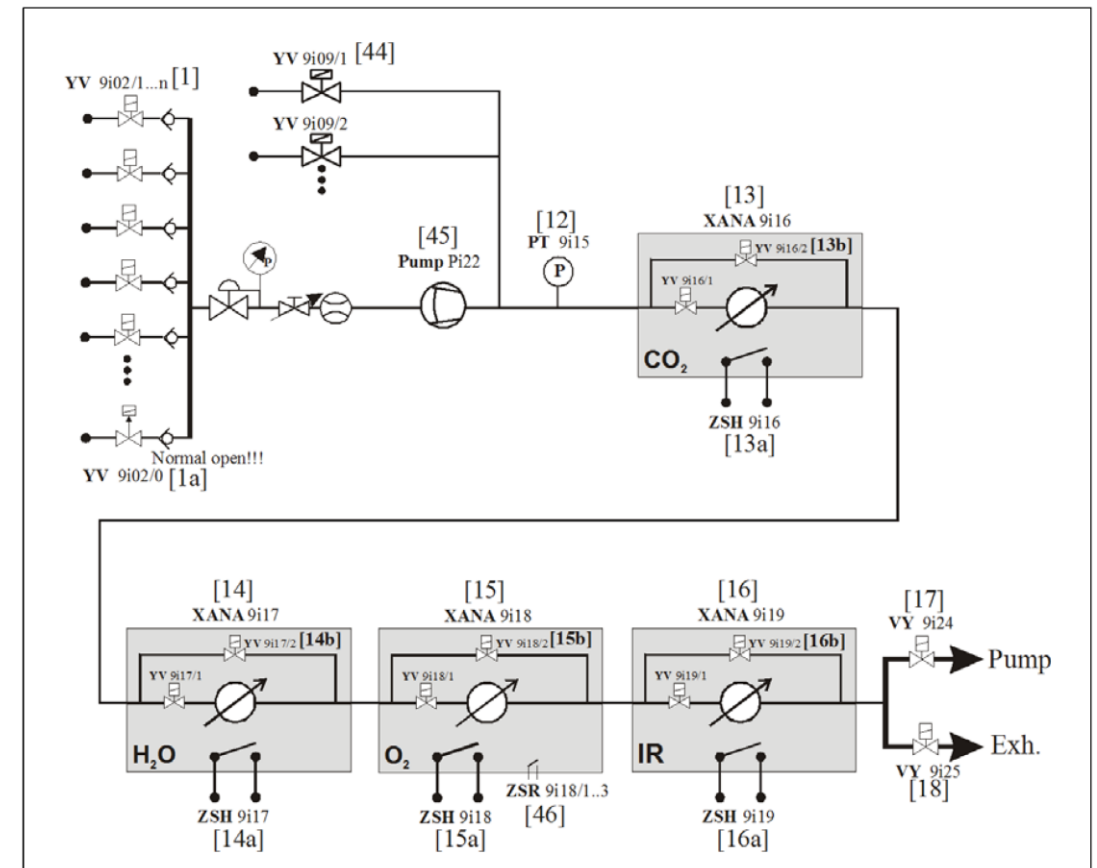 YV 9i09/1 [44]
YV 9i02/1...n [1]
YV 9i09/2
[13]
XANA 9i16
[12]
PT 9i15
[45]
Pump Pi22
YV 9i16/2 [13b]
YV 9i16/1
P
P
CO₂
ZSH 9i16
[13a]
Normal open!!!
YV 9i02/0 [1a]
[14]
XANA 9i17
[15]
XANA 9i18
[16]
XANA 9i19
[17]
VY 9i24
YV 9i17/2 [14b]
YV 9i18/2 [15b]
YV 9i19/2 [16b]
YV 9i17/1
YV 9i18/1
YV 9i19/1
Pump
H₂O
O₂
IR
Exh.
VY 9i25
[18]
ZSR 9i18/1..3
[46]
ZSH 9i17
[14a]
ZSH 9i18
[15a]
ZSH 9i19
[16a]